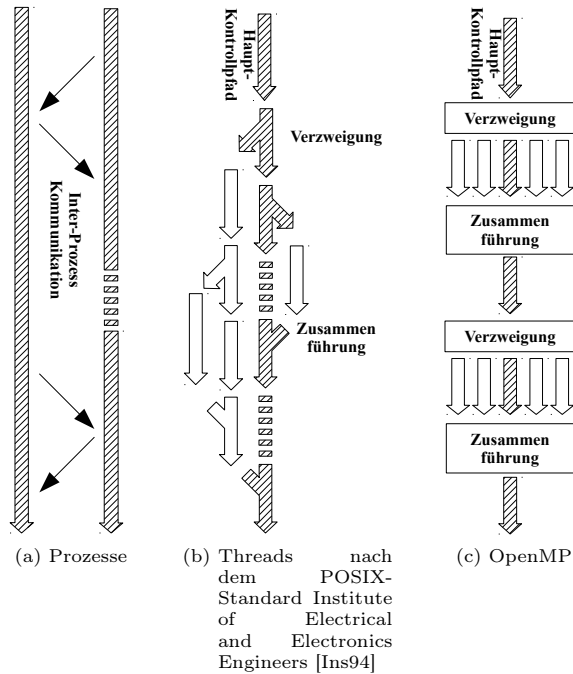 Inter-Prozess
Kommunikation
(a) Prozesse
Haupt-
Kontrollpfad
Verzweigung
Zusammen
führung
(b) Threads nach
dem POSIX-
Standard Institute
of Electrical
and Electronics
Engineers [Ins94]
Haupt-
Kontrollpfad
Verzweigung
Zusammen
führung
Verzweigung
Zusammen
führung
(c) OpenMP